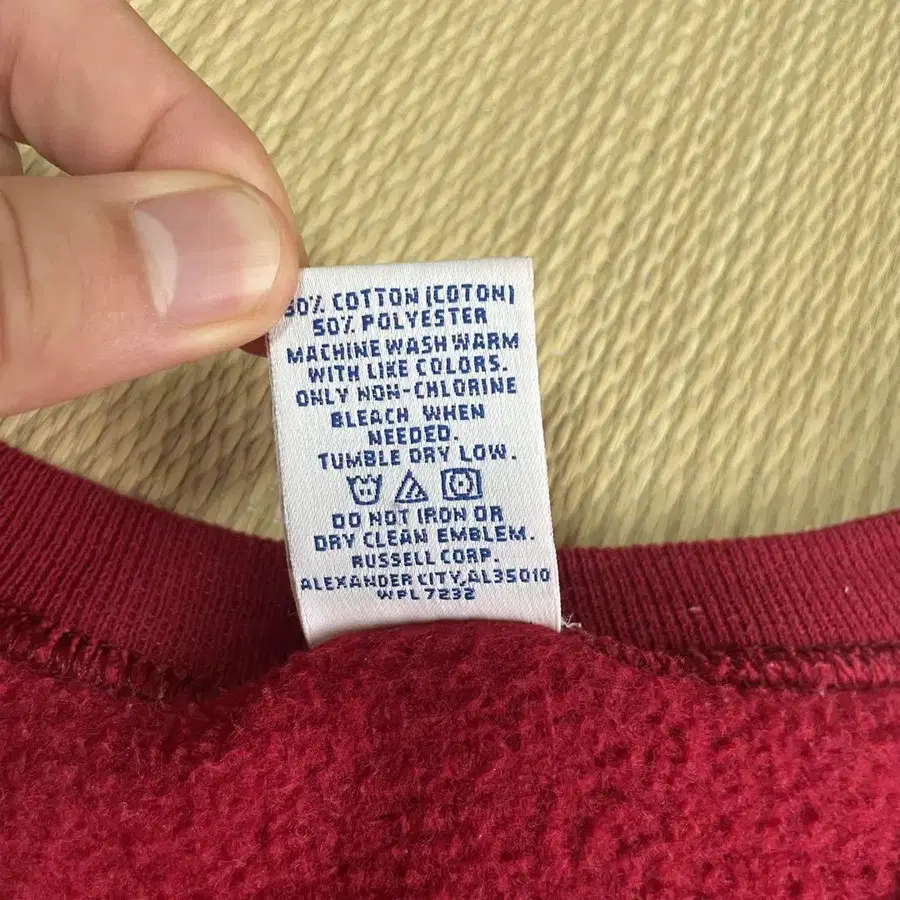 50% COTTON (COTON)
50% POLYESTER
MACHINE WASH WARM
WITH LIKE COLORS.
ONLY NON-CHLORINE
BLEACH WHEN
NEEDED.
TUMBLE DRY LOW.
DO NOT IRON OR
DRY CLEAN EMBLEM.
RUSSELL CORP.
ALEXANDER CITY,AL35010
WPL 7232